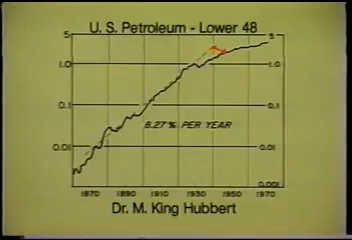 U. S. Petroleum - Lower 48
5 5
1.0 1.0
0.1 0.1
8.27% PER YEAR
0.01 0.01
0.001
1870 1890 1910 1930 1950 1970
Dr. M. King Hubbert